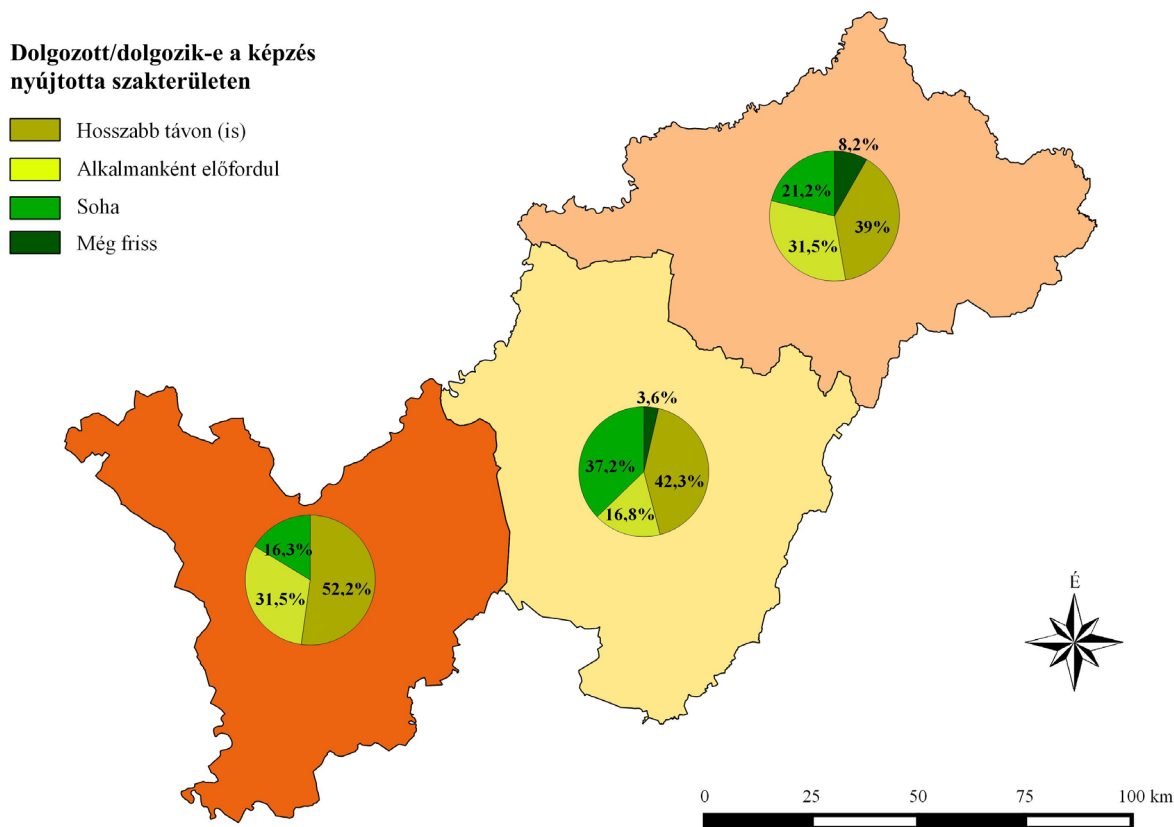 Dolgozott/dolgozik-e a képzés
nyújtotta szakterületen
Hosszabb távon (is)
Alkalmanként előfordul
Soha
Még friss
8,2%
21,2%
39%
31,5%
3,6%
37,2%
42,3%
16,8%
16,3%
52,2%
31,5%
É
0 25 50 75 100 km